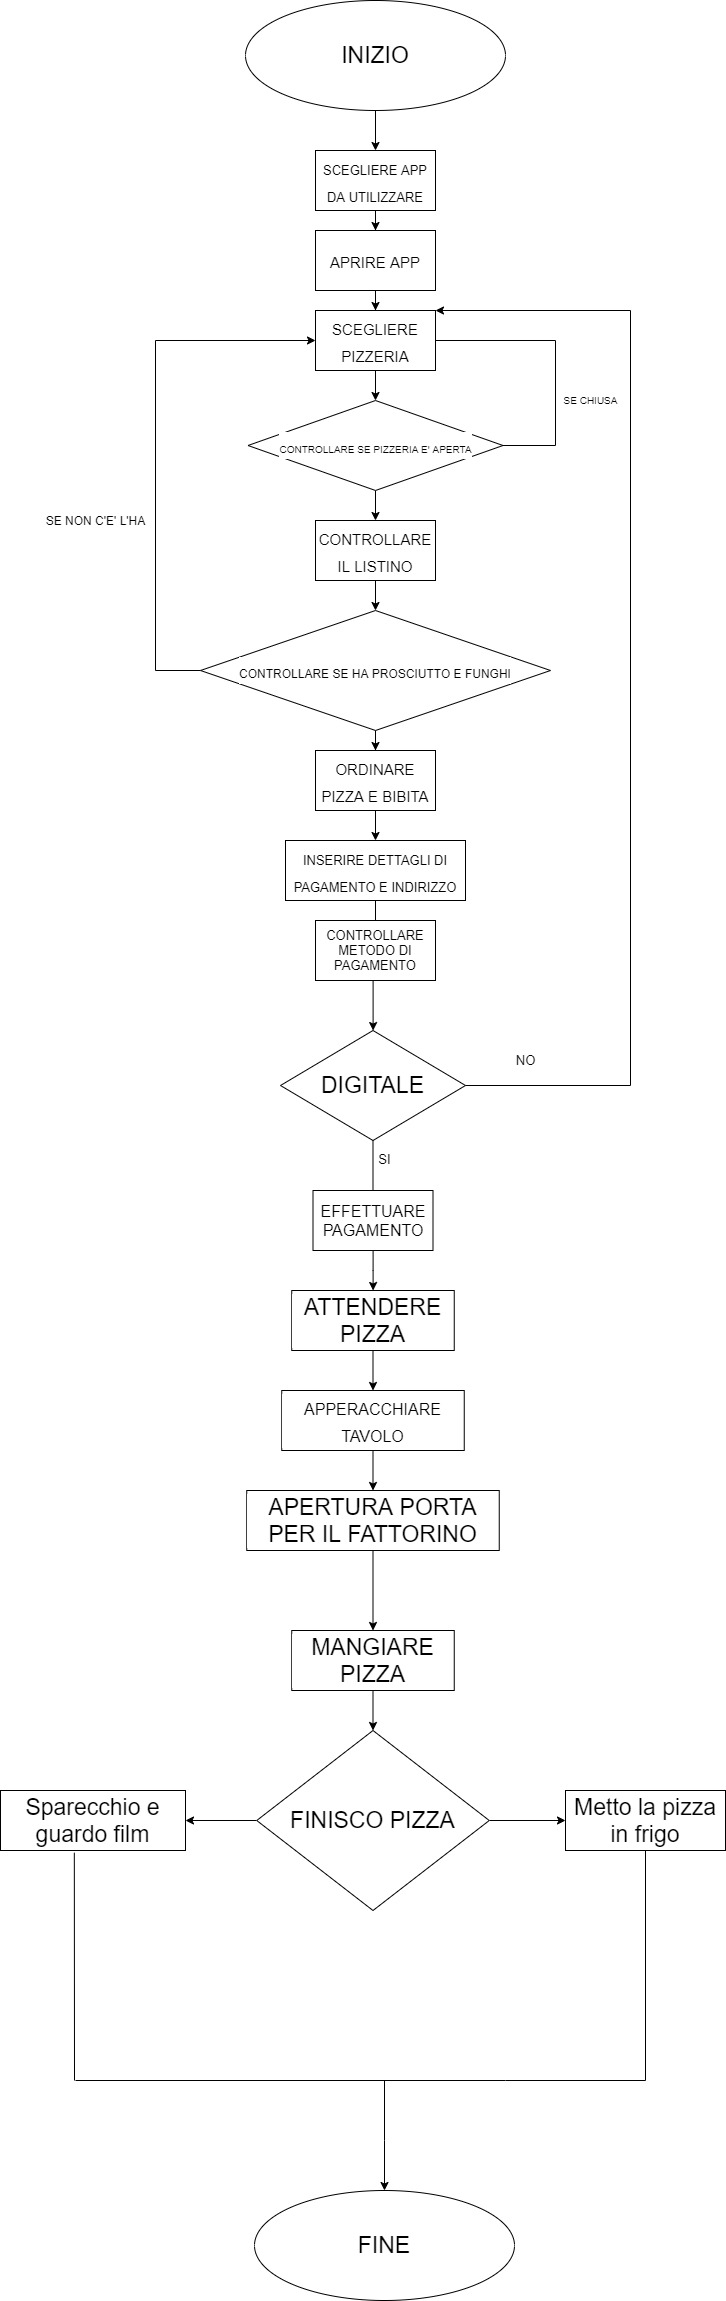 INIZIO
SCEGLIERE APP
DA UTILIZZARE
APRIRE APP
SCEGLIERE
PIZZERIA
SE CHIUSA
CONTROLLARE SE PIZZERIA E' APERTA
SE NON C'E' L'HA
CONTROLLARE
IL LISTINO
CONTROLLARE SE HA PROSCIUTTO E FUNGHI
ORDINARE
PIZZA E BIBITA
INSERIRE DETTAGLI DI
PAGAMENTO E INDIRIZZO
CONTROLLARE
METODO DI
PAGAMENTO
NO
DIGITALE
SI
EFFETTUARE
PAGAMENTO
ATTENDERE
PIZZA
APPERACCHIARE
TAVOLO
APERTURA PORTA
PER IL FATTORINO
MANGIARE
PIZZA
Sparecchio e
guardo film
FINISCO PIZZA
Metto la pizza
in frigo
FINE